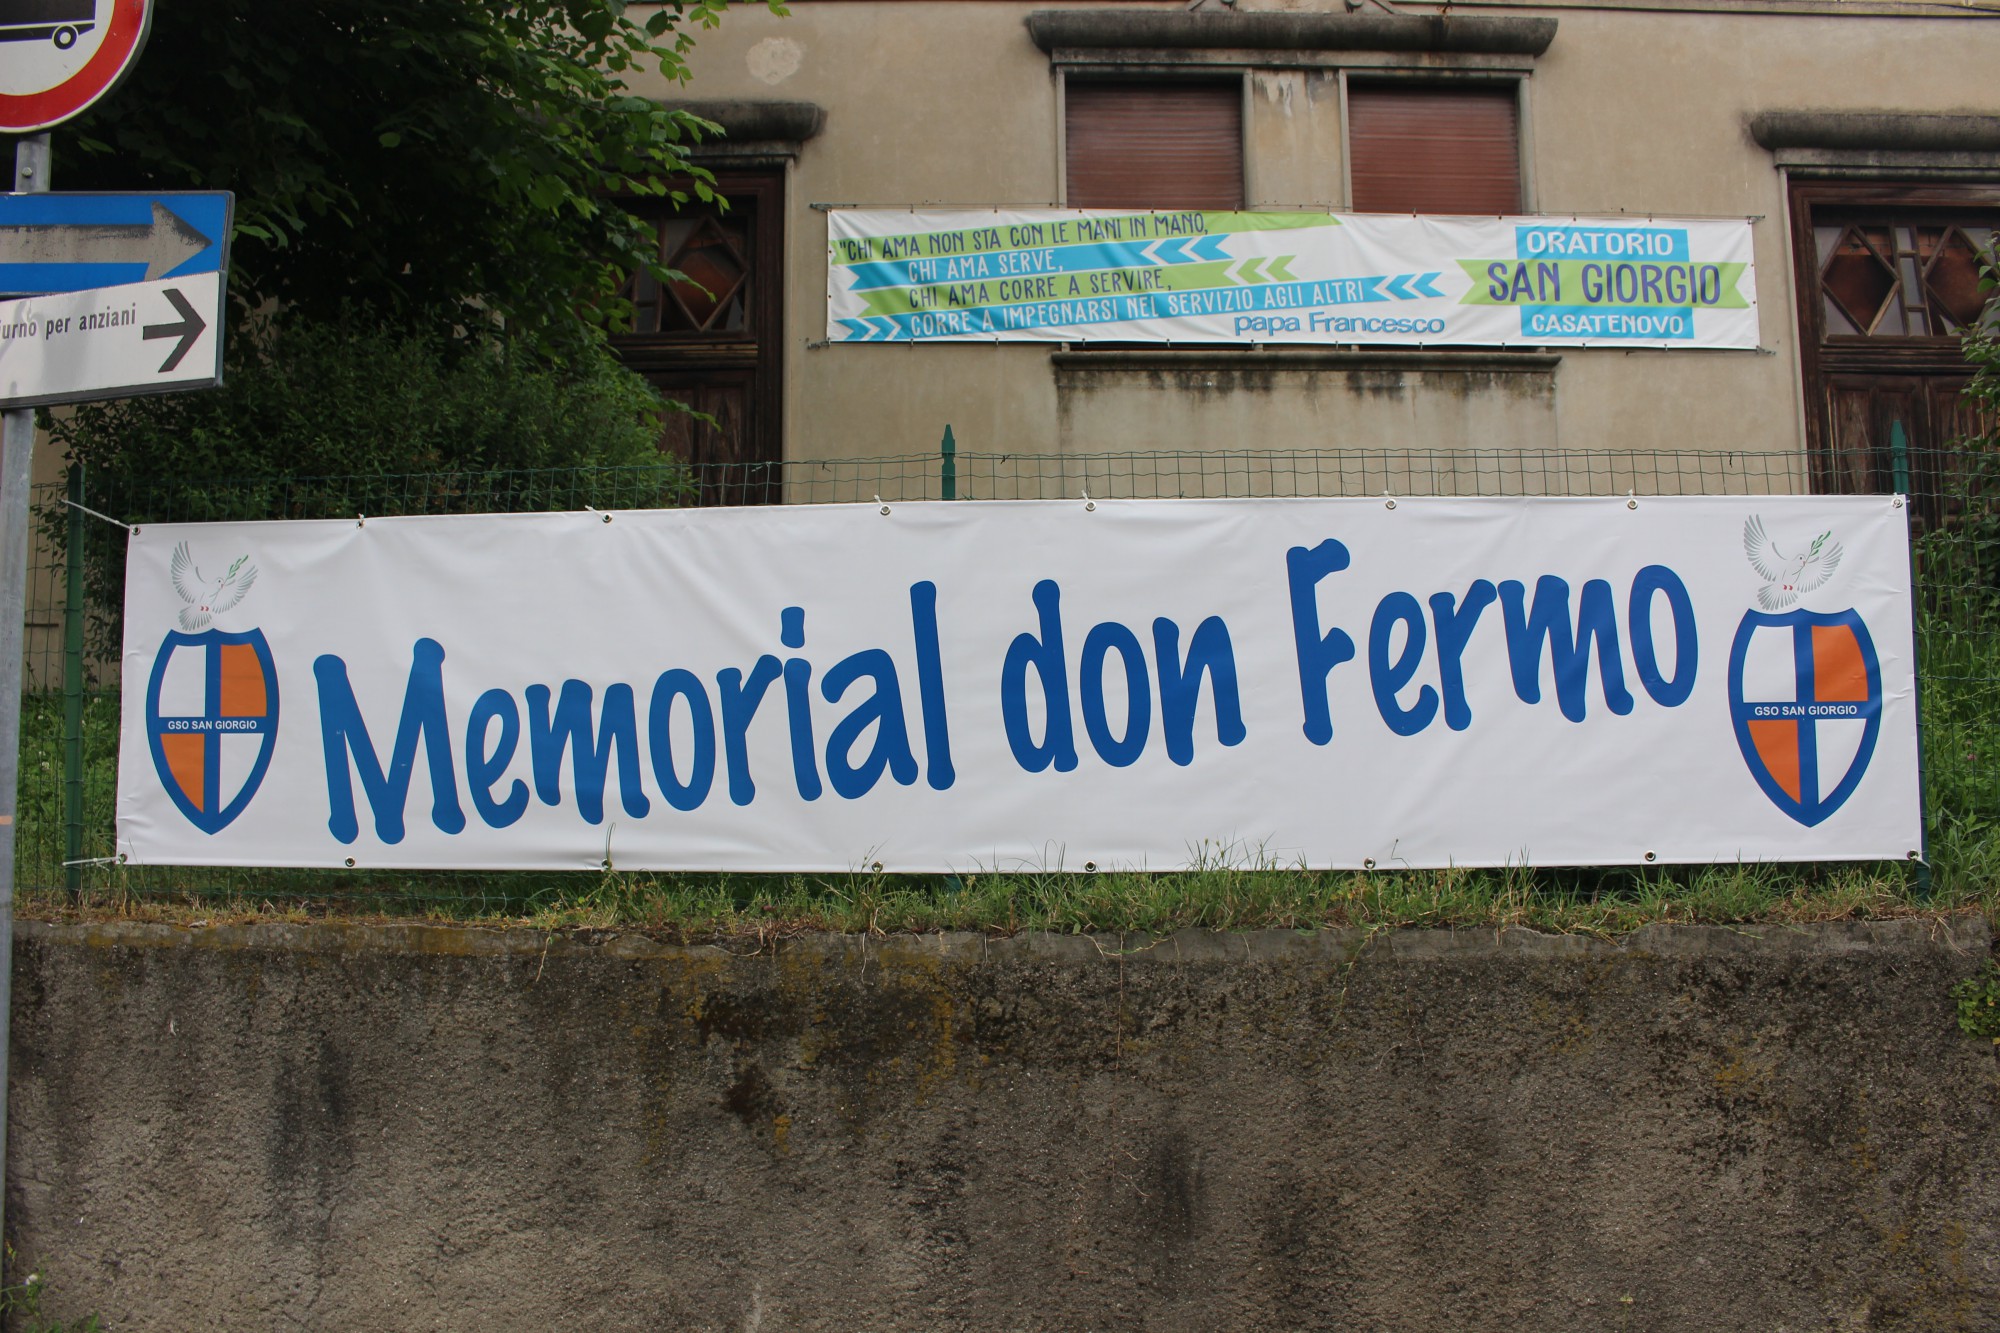 "CHI AMA NON STA CON LE MANI IN MANO,
CHI AMA SERVE,
CHI AMA CORRE A SERVIRE,
CORRE A IMPEGNARSI NEL SERVIZIO AGLI ALTRI
papa Francesco
ORATORIO
SAN GIORGIO
CASATENOVO
per anziani
Memorial don Fermo
GSO SAN GIORGIO
GSO SAN GIORGIO